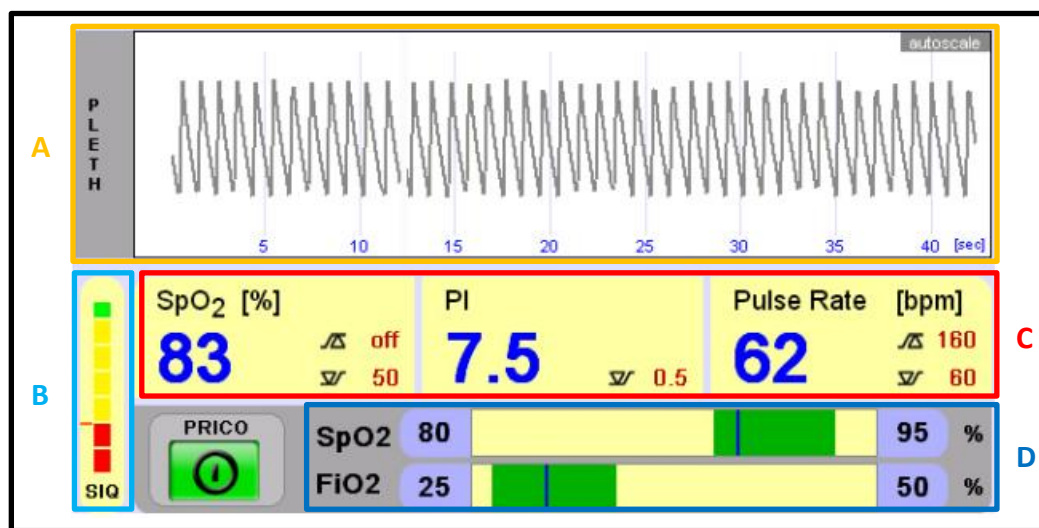 autoscale
A
PLETH
5 10 15 20 25 30 35 40 [sec]
SpO2 [%] PI Pulse Rate [bpm]
off 160
83 7.5 62
50 0.5 60
C
B
PRICO
SpO2 80 95 %
D
FiO2 25 50 %
SIQ